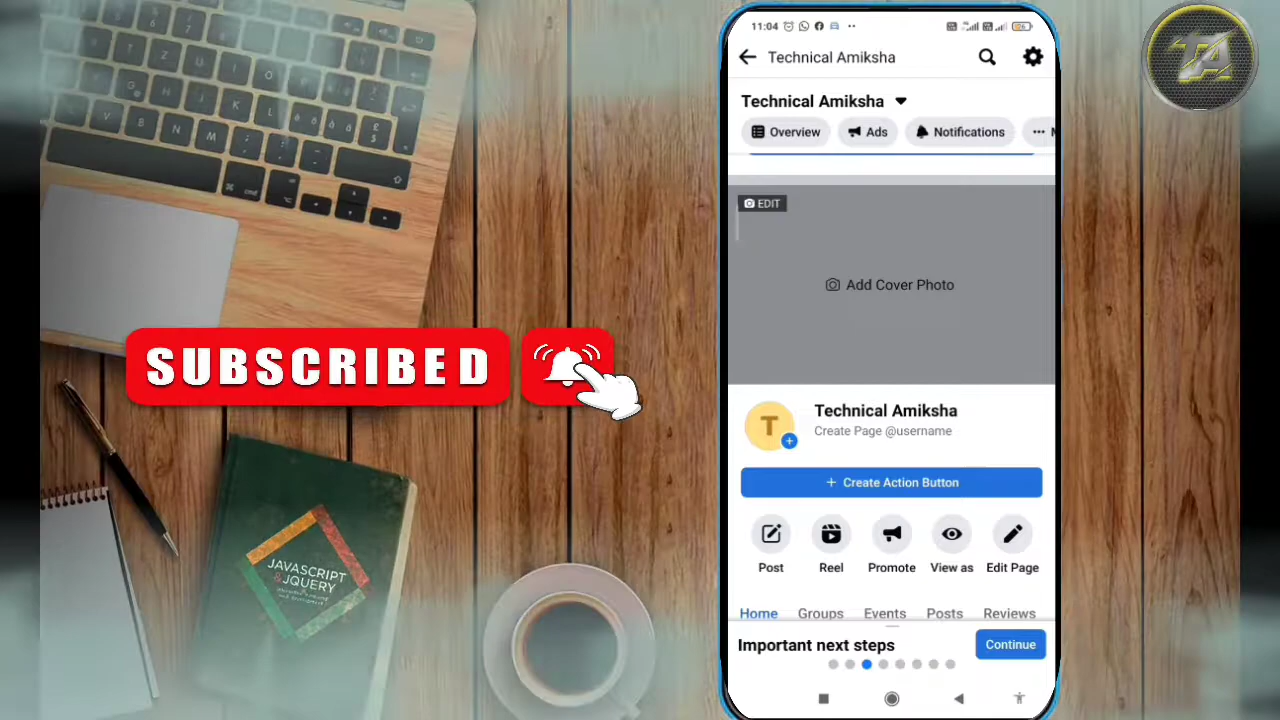 11:04
Technical Amiksha
Technical Amiksha
Overview
Ads
Notifications
EDIT
Add Cover Photo
Technical Amiksha
Create Page @username
+ Create Action Button
Post
Reel
Promote
View as
Edit Page
Home
Groups
Events
Posts
Reviews
Important next steps
Continue
SUBSCRIBED
JAVASCRIPT
& JQUERY
TA
cmd